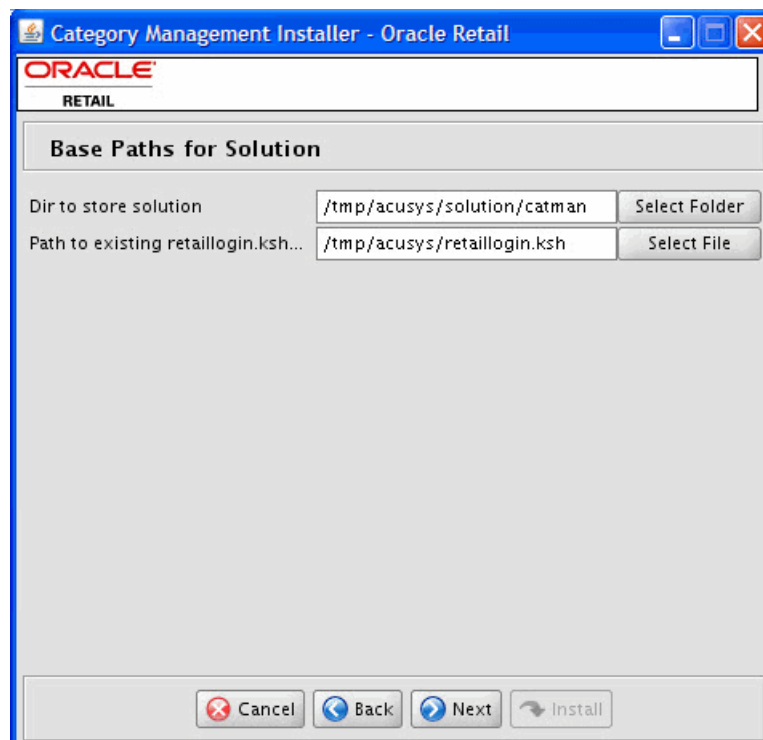 Category Management Installer - Oracle Retail
ORACLE'
RETAIL
Base Paths for Solution
Dir to store solution /tmp/acusys/solution/catman Select Folder
Path to existing retaillogin.ksh... /tmp/acusys/retaillogin.ksh Select File
Cancel Back Next Install